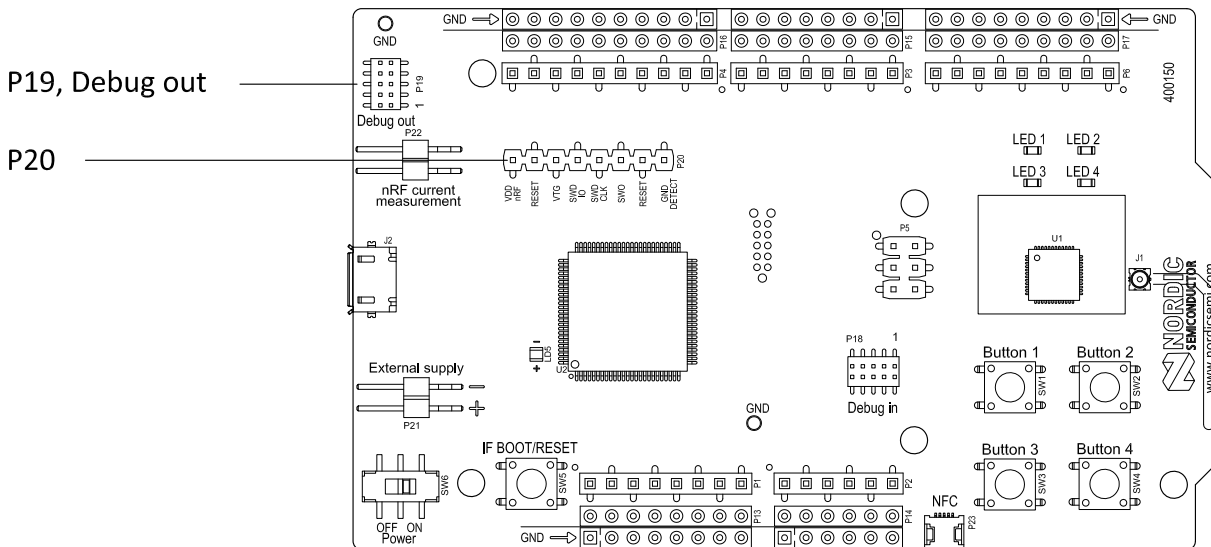 GND
GND
GND
P16
P15
P17
P19, Debug out
P19
1
P4
P3
P6
400150
Debug out
P22
P20
P20
nRF current
measurement
VDD
nRF
RESET
VTG
SWD
IO
SWD
CLK
SWO
RESET
GND
DETECT
LED 1
LED 2
LED 3
LED 4
P5
U1
J1
J2
NORDIC
SEMICONDUCTOR
www.nordicsemi.com
-
LD5
+
U2
P18
1
Debug in
Button 1
Button 2
SW1
SW2
External supply
-
+
P21
GND
IF BOOT/RESET
Button 3
Button 4
SW6
SW5
P1
P2
SW3
SW4
OFF
ON
Power
P13
P14
NFC
P23
GND